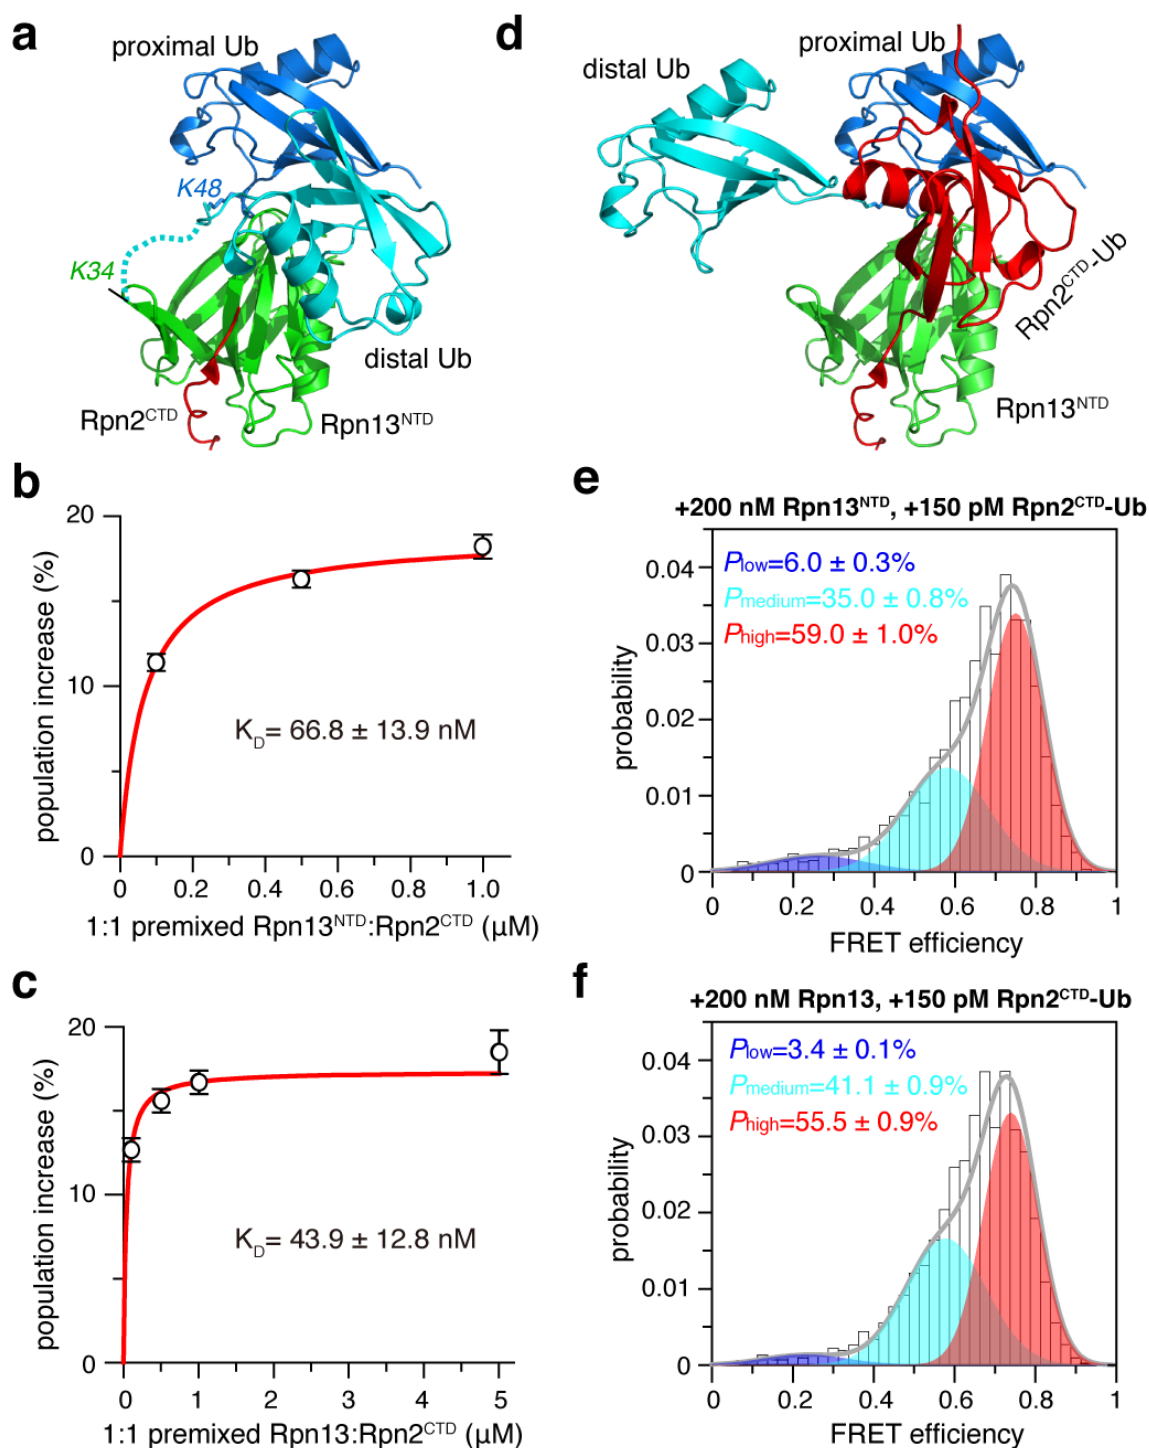 a
proximal Ub
K48
K34
distal Ub
Rpn2CTD
Rpn13NTD
d
distal Ub
proximal Ub
Rpn2CTD-Ub
Rpn13NTD
b
20
10
0
population increase (%)
KD= 66.8 ± 13.9 nM
0 0.2 0.4 0.6 0.8 1.0
1:1 premixed Rpn13NTD:Rpn2CTD (µM)
c
20
10
0
population increase (%)
KD= 43.9 ± 12.8 nM
0 1 2 3 4 5
1:1 premixed Rpn13:Rpn2CTD (µM)
e
+200 nM Rpn13NTD, +150 pM Rpn2CTD-Ub
Plow=6.0 ± 0.3%
Pmedium=35.0 ± 0.8%
Phigh=59.0 ± 1.0%
0.04
0.03
0.02
0.01
0
probability
0 0.2 0.4 0.6 0.8 1
FRET efficiency
f
+200 nM Rpn13, +150 pM Rpn2CTD-Ub
Plow=3.4 ± 0.1%
Pmedium=41.1 ± 0.9%
Phigh=55.5 ± 0.9%
0.04
0.03
0.02
0.01
0
probability
0 0.2 0.4 0.6 0.8 1
FRET efficiency